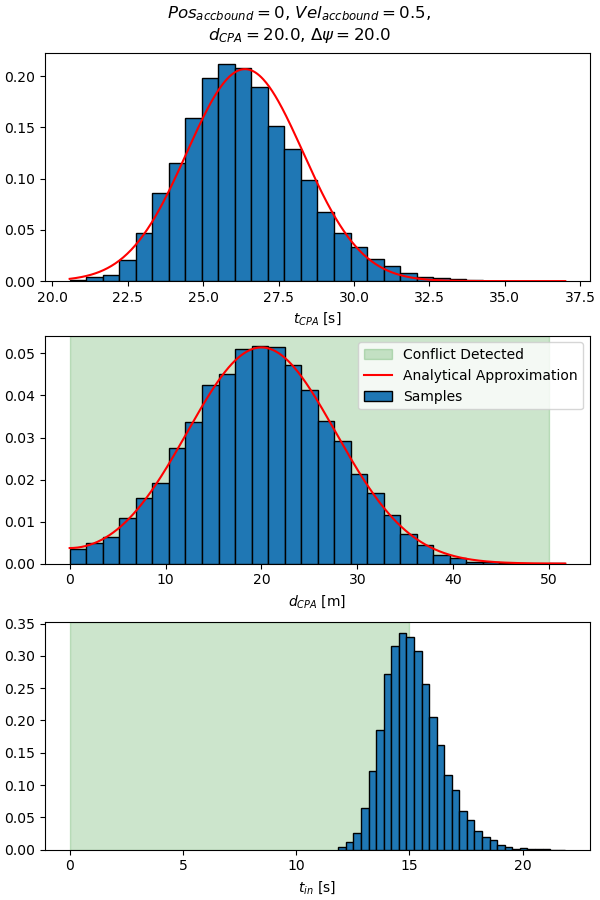 Pos_accbound = 0, Vel_accbound = 0.5,
d_CPA = 20.0, Δψ = 20.0
0.20
0.15
0.10
0.05
0.00
20.0 22.5 25.0 27.5 30.0 32.5 35.0 37.5
t_CPA [s]
0.05
0.04
0.03
0.02
0.01
0.00
Conflict Detected
Analytical Approximation
Samples
0 10 20 30 40 50
d_CPA [m]
0.35
0.30
0.25
0.20
0.15
0.10
0.05
0.00
0 5 10 15 20
t_in [s]